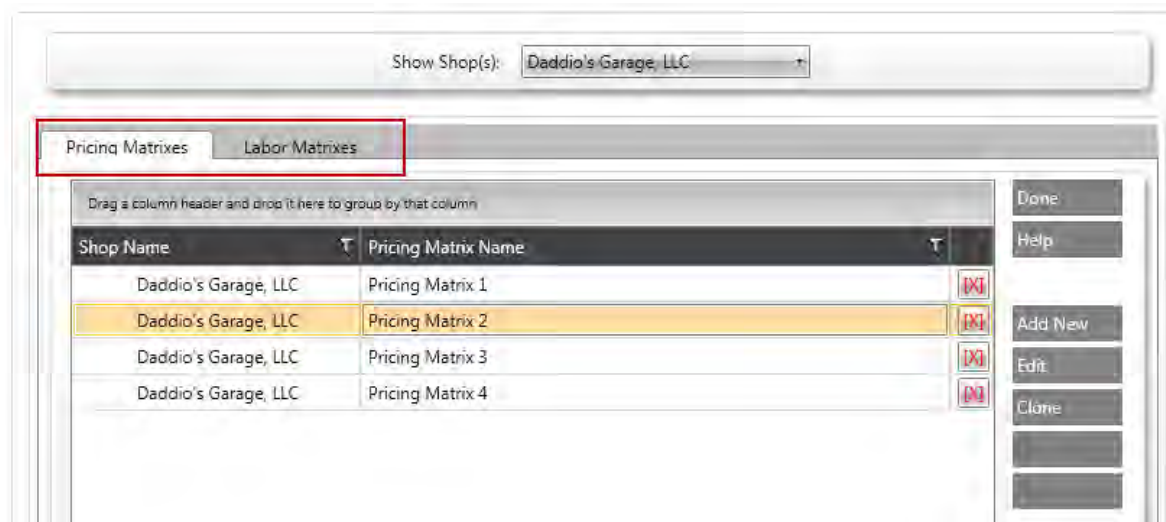 Show Shop(s): Daddio's Garage, LLC
Pricing Matrixes Labor Matrixes
Drag a column header and drop it here to group by that column
Done
Shop Name Pricing Matrix Name
Help
Daddio's Garage, LLC Pricing Matrix 1 [X]
Daddio's Garage, LLC Pricing Matrix 2 [X]
Add New
Daddio's Garage, LLC Pricing Matrix 3 [X]
Edit
Daddio's Garage, LLC Pricing Matrix 4 [X]
Clone